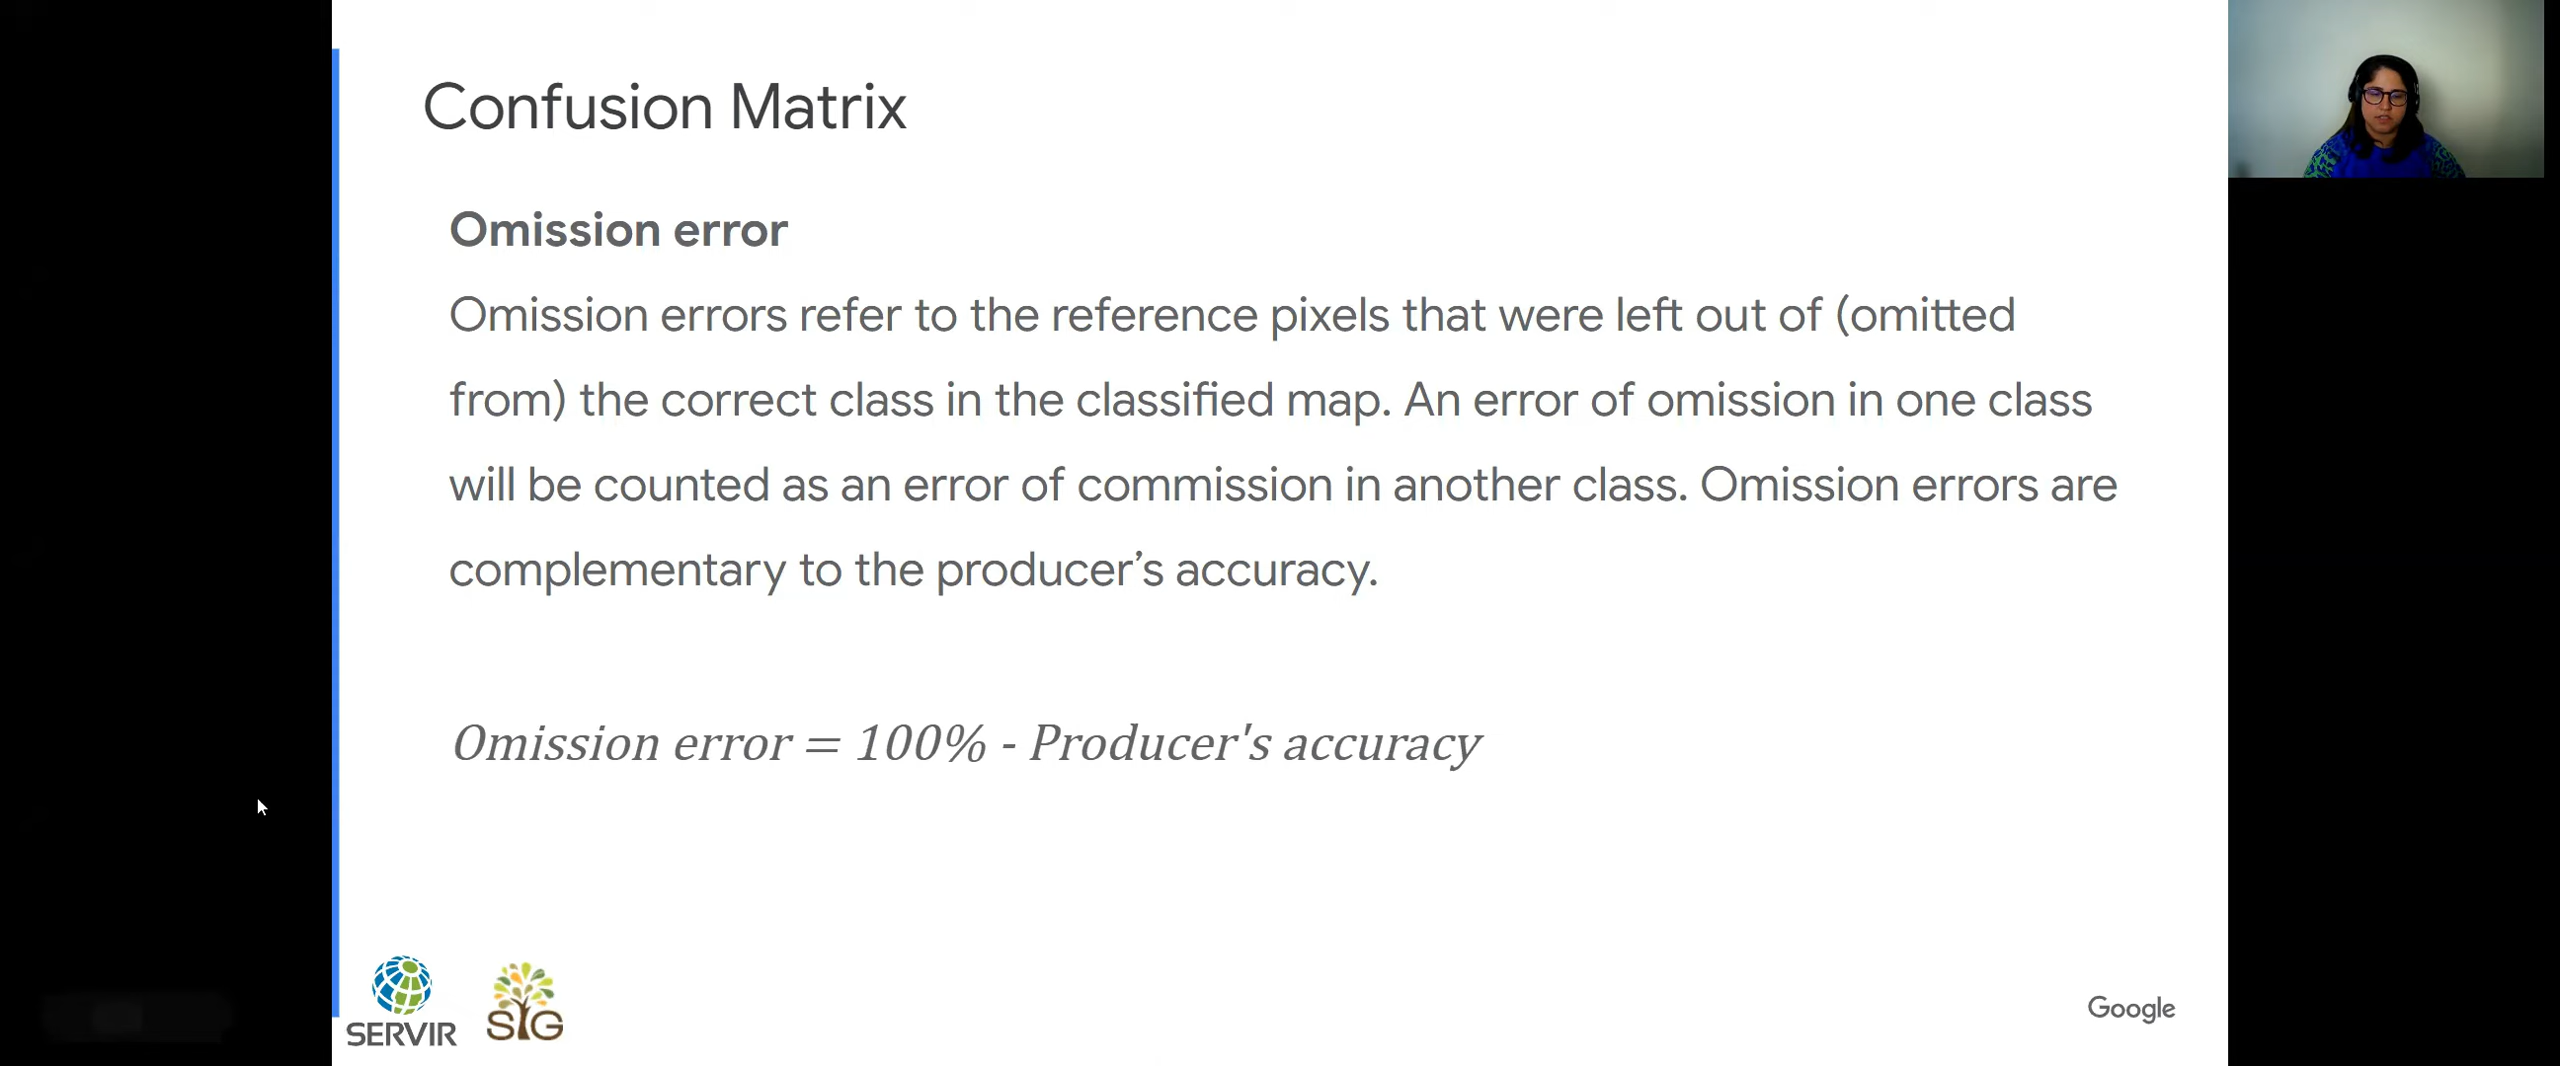 Confusion Matrix
Omission error
Omission errors refer to the reference pixels that were left out of (omitted
from) the correct class in the classified map. An error of omission in one class
will be counted as an error of commission in another class. Omission errors are
complementary to the producer’s accuracy.
Omission error = 100% - Producer's accuracy
SERVIR
SIG
Google